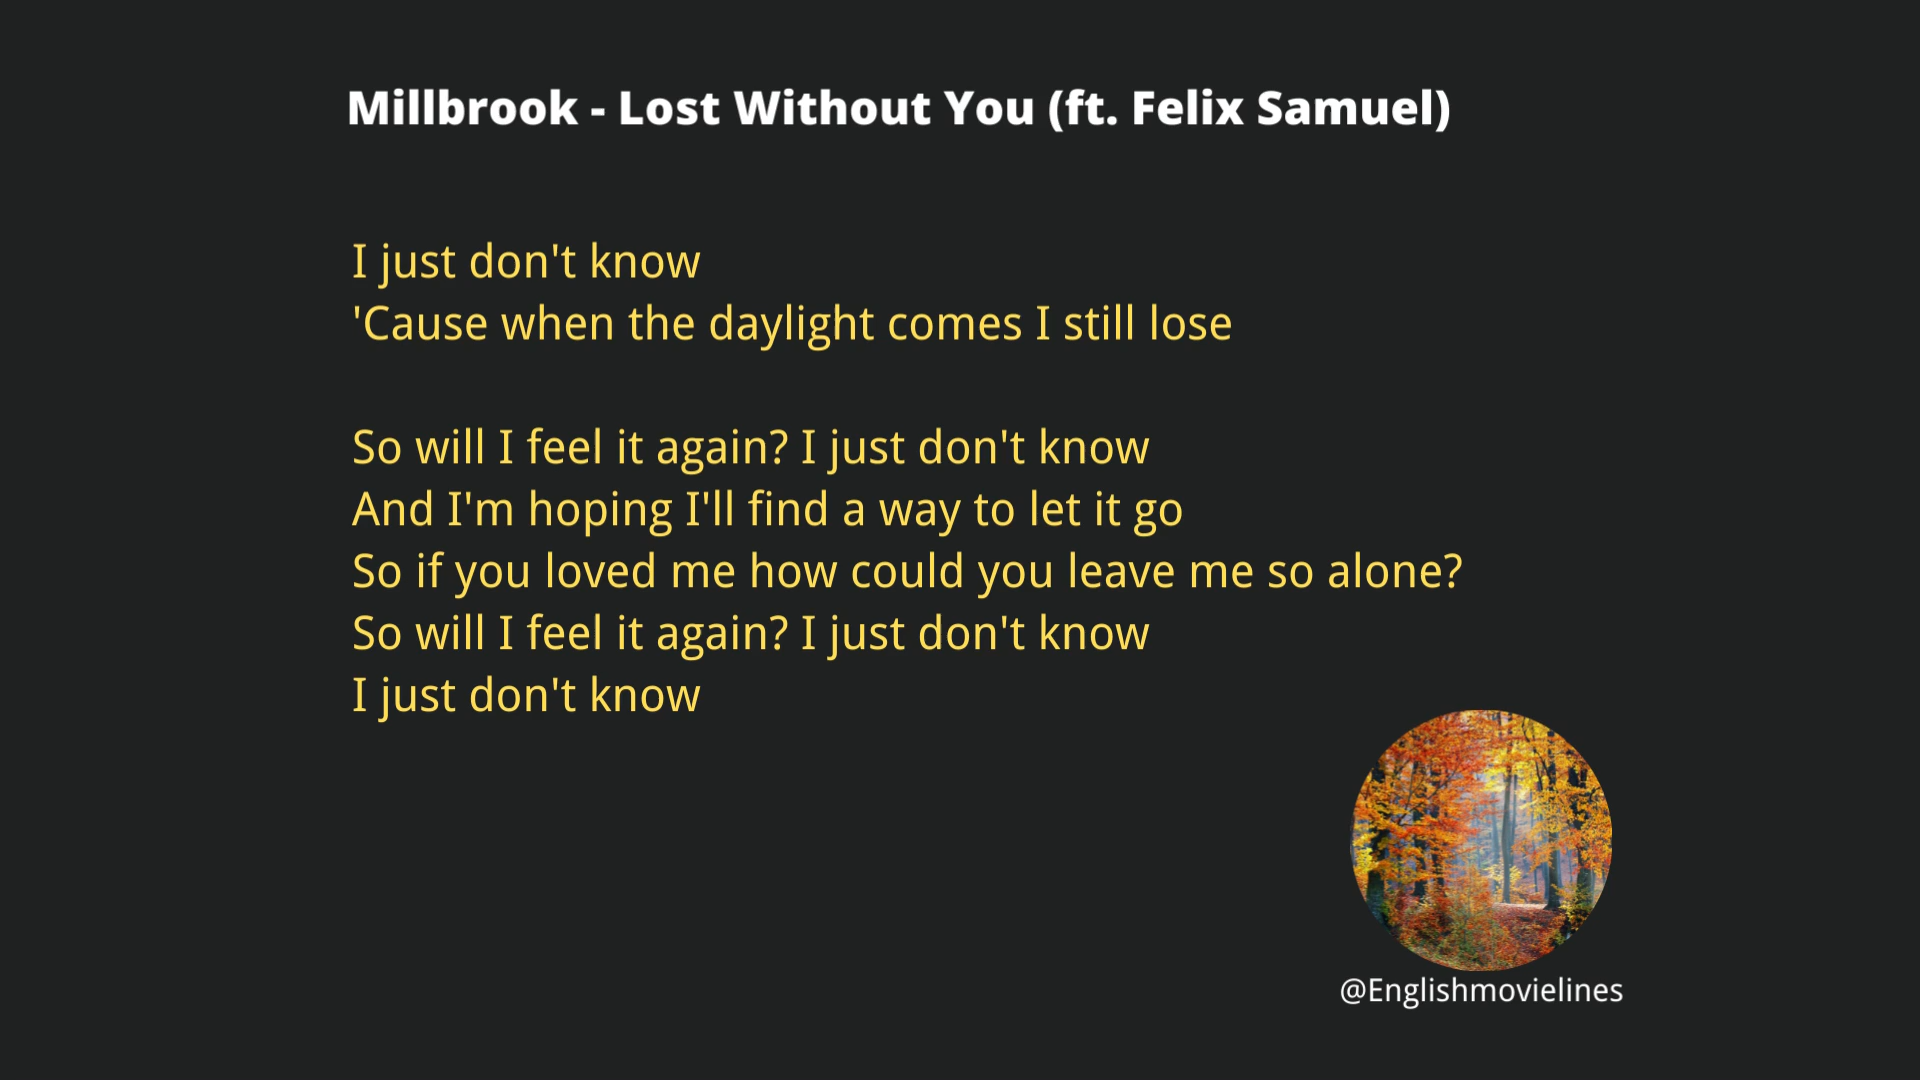 Millbrook - Lost Without You (ft. Felix Samuel)
I just don't know
'Cause when the daylight comes I still lose
So will I feel it again? I just don't know
And I'm hoping I'll find a way to let it go
So if you loved me how could you leave me so alone?
So will I feel it again? I just don't know
I just don't know
@Englishmovielines